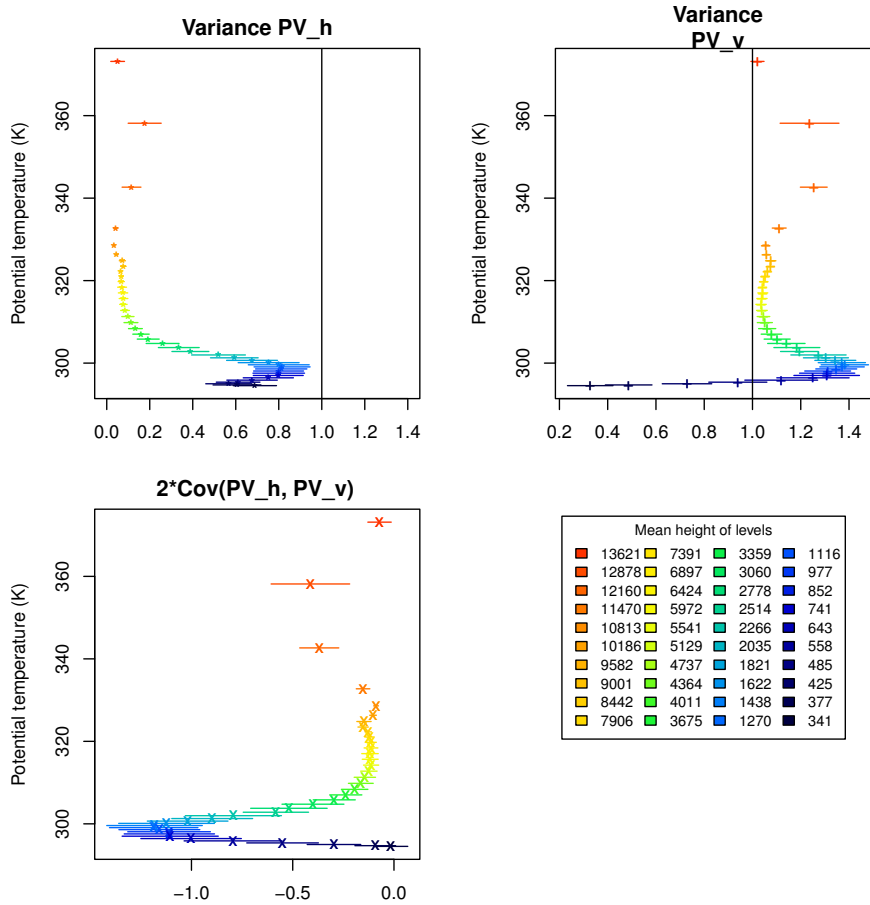 Variance PV_h
Potential temperature (K)
360
340
320
300
0.0 0.2 0.4 0.6 0.8 1.0 1.2 1.4
Variance
PV_v
Potential temperature (K)
360
340
320
300
0.2 0.4 0.6 0.8 1.0 1.2 1.4
2*Cov(PV_h, PV_v)
Potential temperature (K)
360
340
320
300
−1.0 −0.5 0.0
Mean height of levels
13621 7391 3359 1116
12878 6897 3060 977
12160 6424 2778 852
11470 5972 2514 741
10813 5541 2266 643
10186 5129 2035 558
9582 4737 1821 485
9001 4364 1622 425
8442 4011 1438 377
7906 3675 1270 341